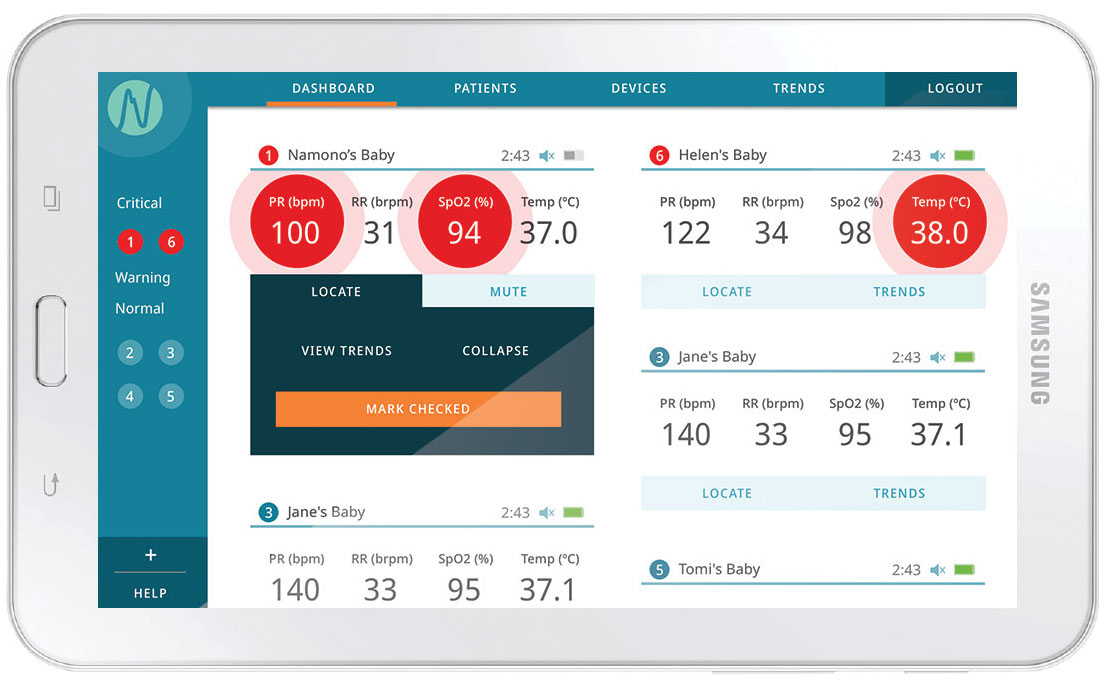 DASHBOARD PATIENTS DEVICES TRENDS LOGOUT
Critical
1 6
Warning
Normal
2 3
4 5
+
HELP
1 Namono's Baby 2:43
PR (bpm) RR (brpm) SpO2 (%) Temp (°C)
100 31 94 37.0
LOCATE MUTE
VIEW TRENDS COLLAPSE
MARK CHECKED
3 Jane's Baby 2:43
PR (bpm) RR (brpm) SpO2 (%) Temp (°C)
140 33 95 37.1
6 Helen's Baby 2:43
PR (bpm) RR (brpm) Spo2 (%) Temp (°C)
122 34 98 38.0
LOCATE TRENDS
3 Jane's Baby 2:43
PR (bpm) RR (brpm) SpO2 (%) Temp (°C)
140 33 95 37.1
LOCATE TRENDS
5 Tomi's Baby 2:43
SAMSUNG